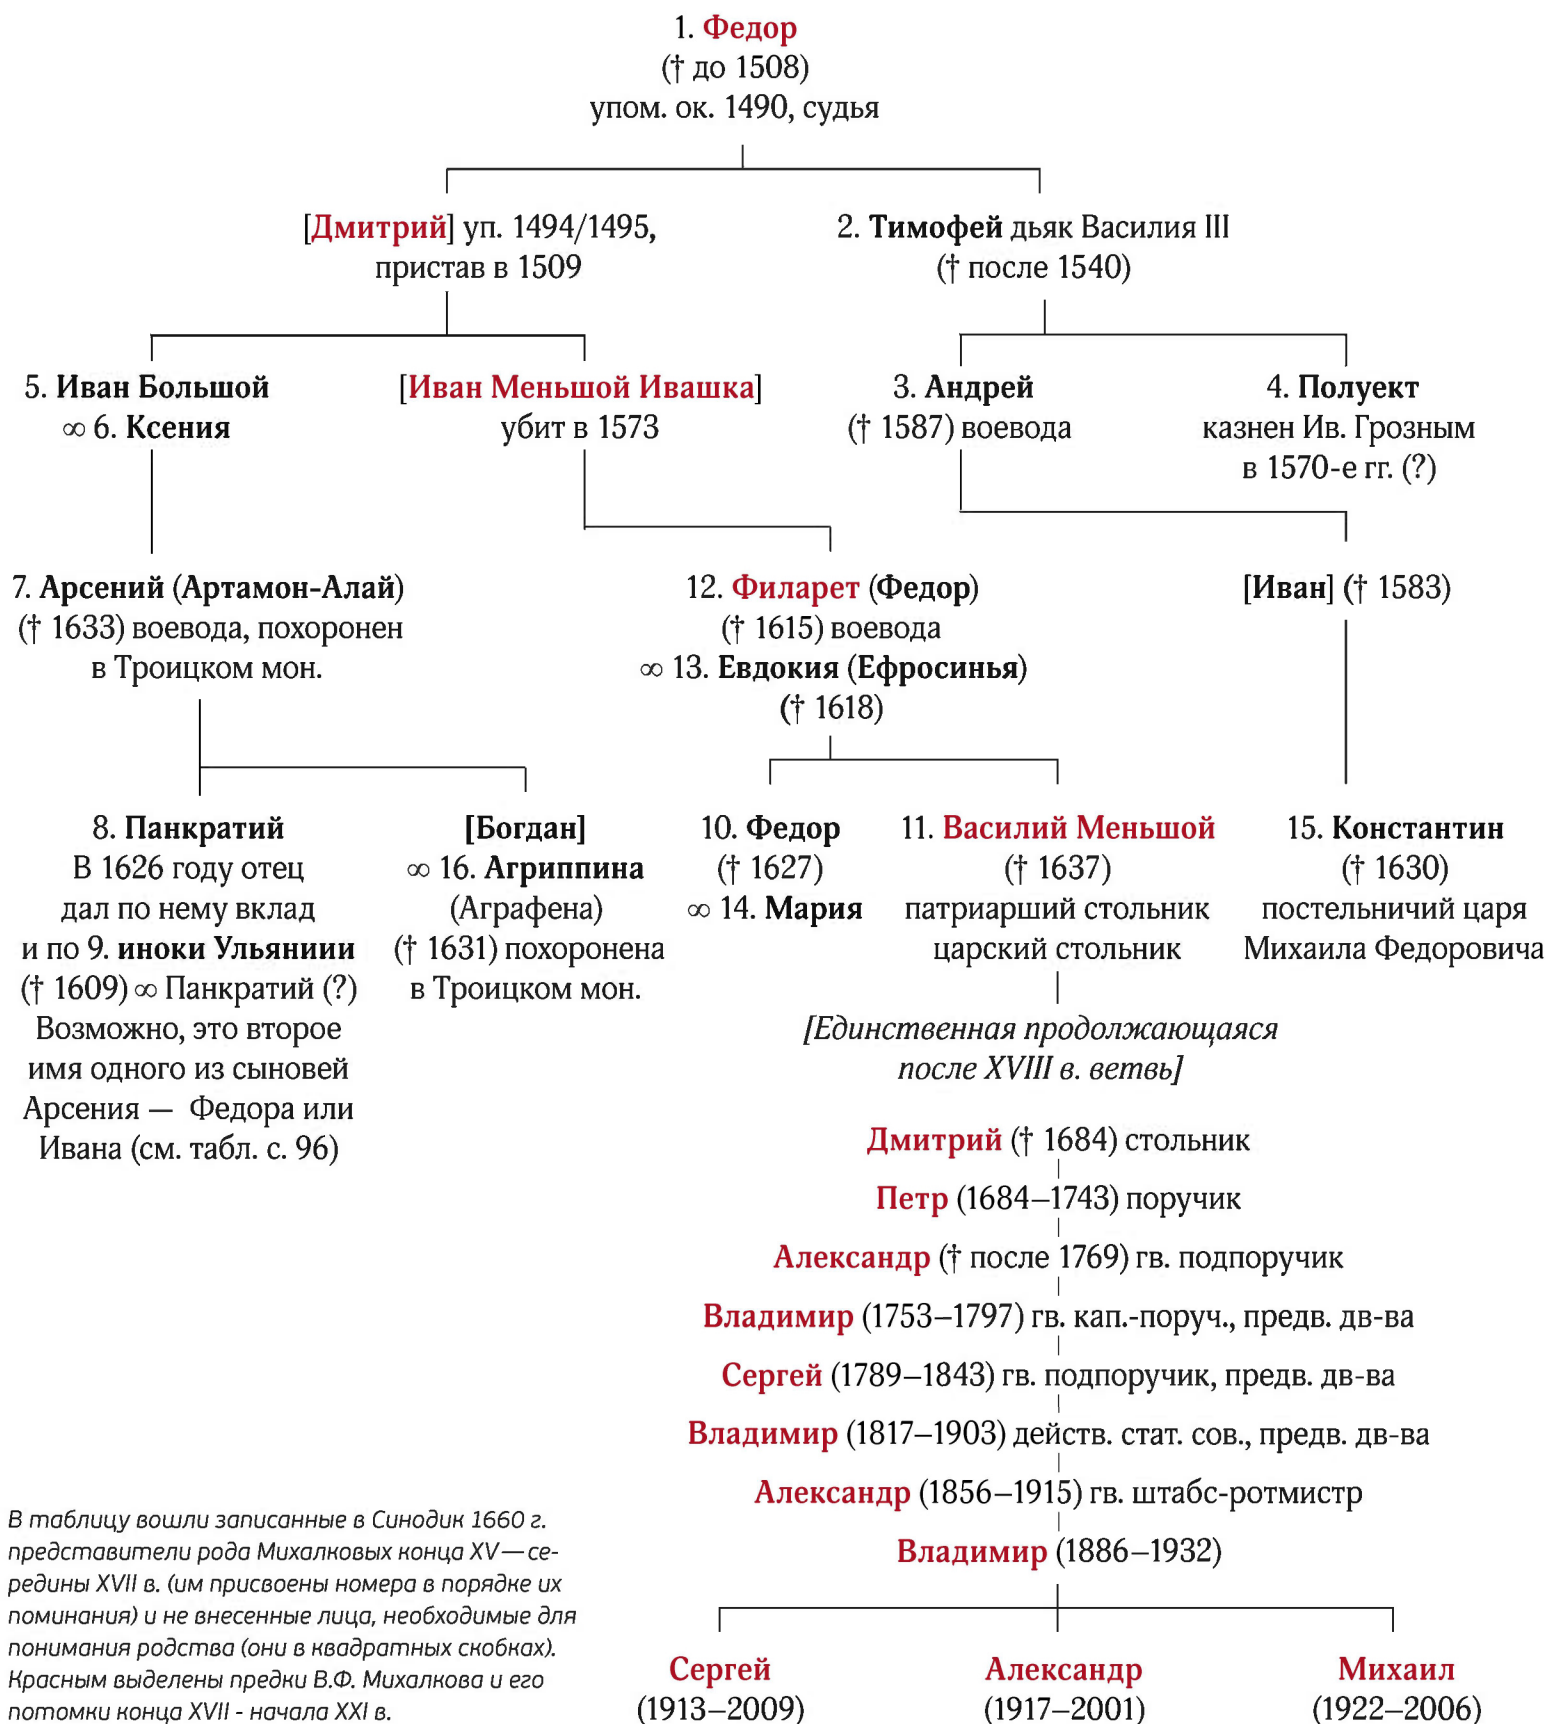 1. Федор
(† до 1508)
упом. ок. 1490, судья
[Дмитрий] уп. 1494/1495,
пристав в 1509
2. Тимофей дьяк Василия III
(† после 1540)
5. Иван Большой
∞ 6. Ксения
[Иван Меньшой Ивашка]
убит в 1573
3. Андрей
(† 1587) воевода
4. Полуект
казнен Ив. Грозным
в 1570-е гг. (?)
7. Арсений (Артамон-Алай)
(† 1633) воевода, похоронен
в Троицком мон.
12. Филарет (Федор)
(† 1615) воевода
∞ 13. Евдокия (Ефросинья)
(† 1618)
[Иван] († 1583)
8. Панкратий
В 1626 году отец
дал по нему вклад
и по 9. иноки Ульяниии
(† 1609) ∞ Панкратий (?)
Возможно, это второе
имя одного из сыновей
Арсения — Федора или
Ивана (см. табл. с. 96)
[Богдан]
∞ 16. Агриппина
(Аграфена)
(† 1631) похоронена
в Троицком мон.
10. Федор
(† 1627)
∞ 14. Мария
11. Василий Меньшой
(† 1637)
патриарший стольник
царский стольник
15. Константин
(† 1630)
постельничий царя
Михаила Федоровича
[Единственная продолжающаяся
после XVIII в. ветвь]
Дмитрий († 1684) стольник
Петр (1684–1743) поручик
Александр († после 1769) гв. подпоручик
Владимир (1753–1797) гв. кап.-поруч., предв. дв-ва
Сергей (1789–1843) гв. подпоручик, предв. дв-ва
Владимир (1817–1903) действ. стат. сов., предв. дв-ва
Александр (1856–1915) гв. штабс-ротмистр
Владимир (1886–1932)
Сергей
(1913–2009)
Александр
(1917–2001)
Михаил
(1922–2006)
В таблицу вошли записанные в Синодик 1660 г.
представители рода Михалковых конца XV — се-
редины XVII в. (им присвоены номера в порядке их
поминания) и не внесенные лица, необходимые для
понимания родства (они в квадратных скобках).
Красным выделены предки В.Ф. Михалкова и его
потомки конца XVII - начала XXI в.